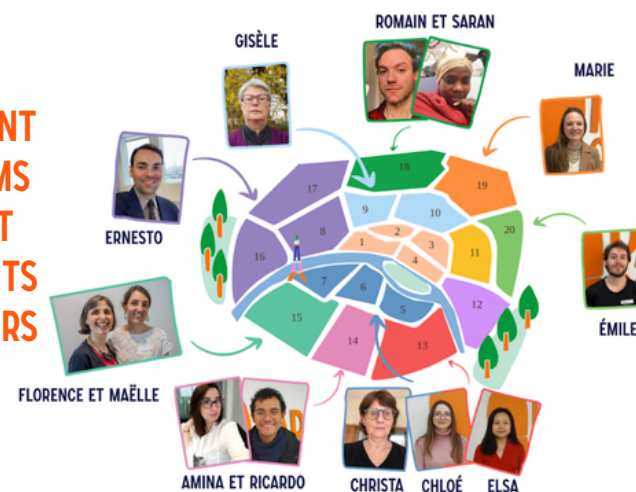 ROMAIN ET SARAN
GISÈLE
MARIE
NT
MS
T
TS
RS
ERNESTO
ÉMILE
FLORENCE ET MAËLLE
AMINA ET RICARDO
CHRISTA
CHLOÉ
ELSA
18
17
19
9
10
20
8
2
1
3
11
16
4
7
6
12
5
15
14
13